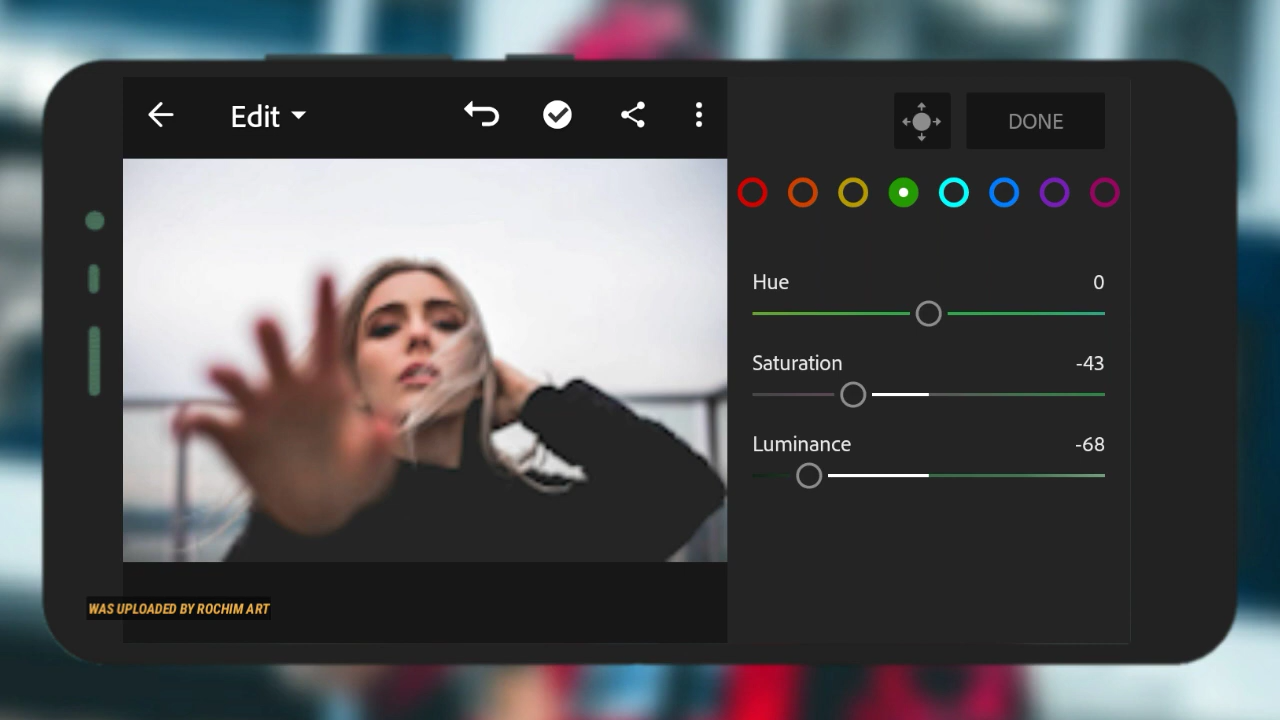 Edit
DONE
Hue 0
Saturation -43
Luminance -68
WAS UPLOADED BY ROCHIM ART